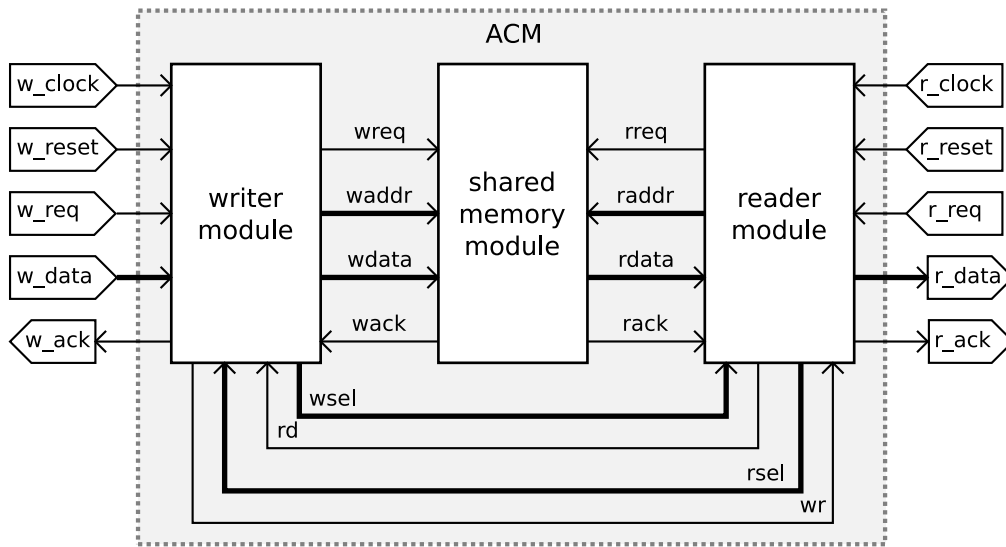 ACM
w_clock
w_reset
w_req
w_data
w_ack
writer
module
wreq
waddr
wdata
wack
shared
memory
module
rreq
raddr
rdata
rack
reader
module
r_clock
r_reset
r_req
r_data
r_ack
wsel
rd
rsel
wr